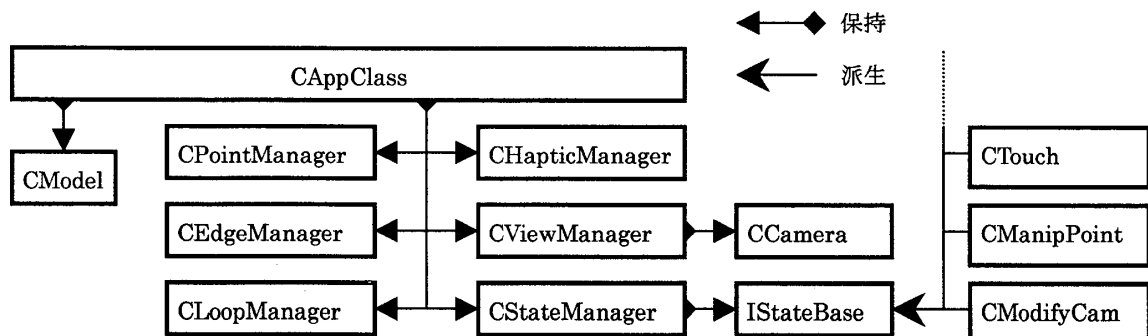 保持
派生
CAppClass
CModel
CPointManager
CHapticManager
CTouch
CEdgeManager
CViewManager
CCamera
CManipPoint
CLoopManager
CStateManager
IStateBase
CModifyCam